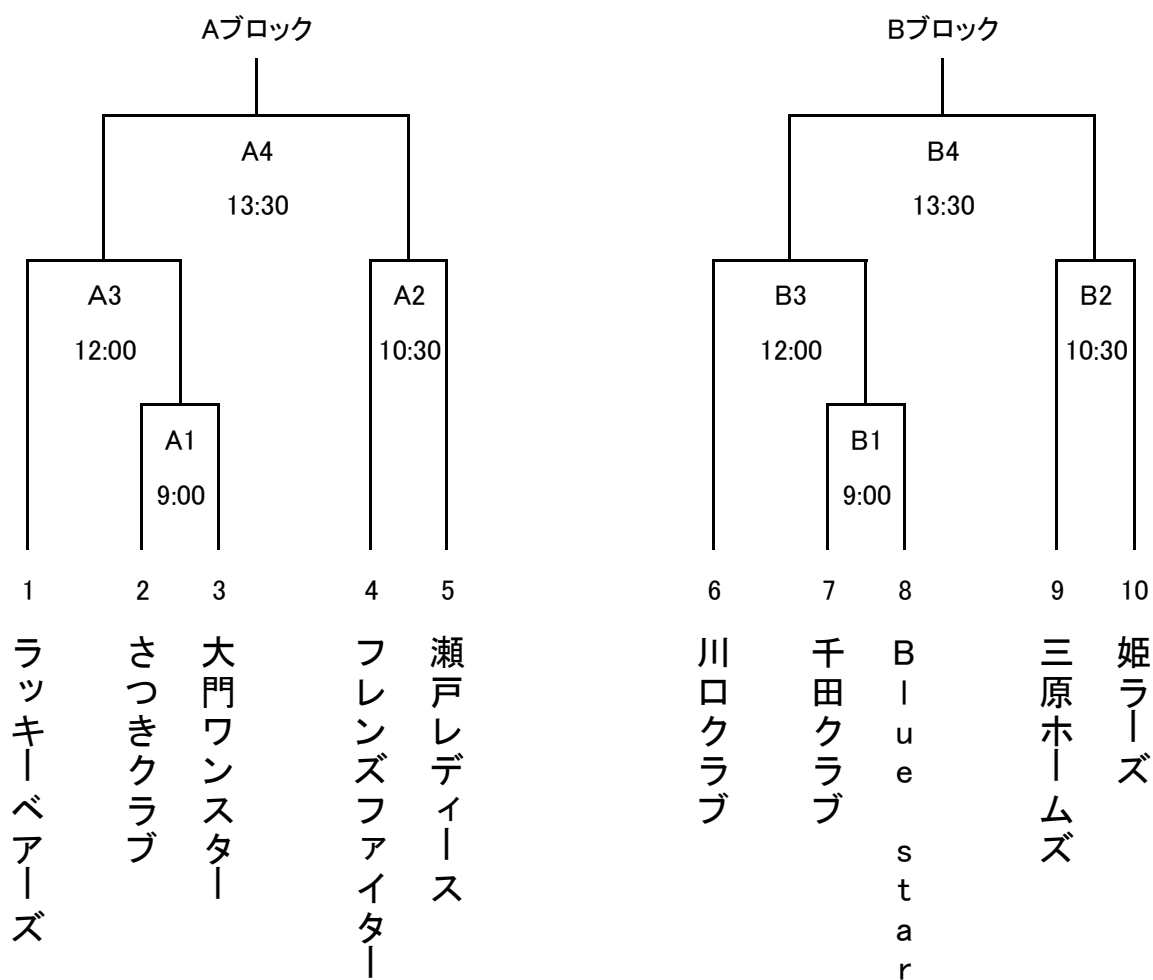 Aブロック
Bブロック
A4
13:30
B4
13:30
A3
12:00
A2
10:30
B3
12:00
B2
10:30
A1
9:00
B1
9:00
1
2
3
4
5
6
7
8
9
10
ラッキーベアーズ
さつきクラブ
大門ワンスター
フレンズファイター
瀬戸レディース
川口クラブ
千田クラブ
Blue star
三原ホームズ
姫ラーズ